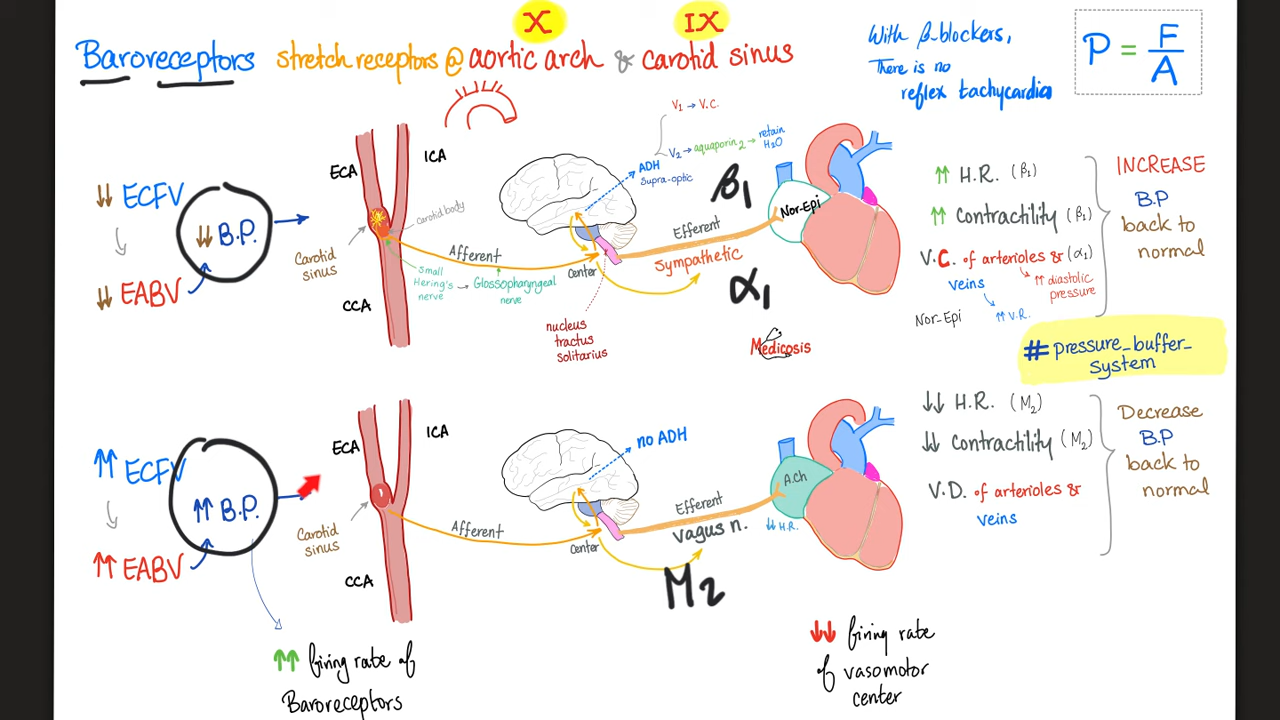 X
IX
Baroreceptors stretch receptors @ aortic arch & carotid sinus
With β-blockers,
There is no
reflex tachycardia
P = F
A
↓↓ ECFV
↓↓ B.P.
↓↓ EABV
ECA
ICA
Carotid body
Carotid
sinus
CCA
Afferent
Small
Hering's
nerve
→ Glossopharyngeal
nerve
V1 → V.C.
V2 → aquaporin 2 → retain
H2O
ADH
Supra-optic
Center
nucleus
tractus
solitarius
β1
Efferent
Sympathetic
α1
Medicosis
Nor-Epi
↑↑ H.R. (β1)
↑↑ Contractility (β1)
V.C. of arterioles & (α1)
veins
↑↑ diastolic
pressure
Nor-Epi
↑↑ V.R.
INCREASE
B.P
back to
normal
#pressure_buffer_
system
↑↑ ECFV
↑↑ B.P.
↑↑ EABV
ECA
ICA
Carotid
sinus
CCA
Afferent
no ADH
Center
Efferent
vagus n.
M2
A.Ch
↓↓ H.R.
↓↓ H.R. (M2)
↓↓ Contractility (M2)
V.D. of arterioles &
veins
Decrease
B.P
back to
normal
↑↑ firing rate of
Baroreceptors
↓↓ firing rate
of vasomotor
center